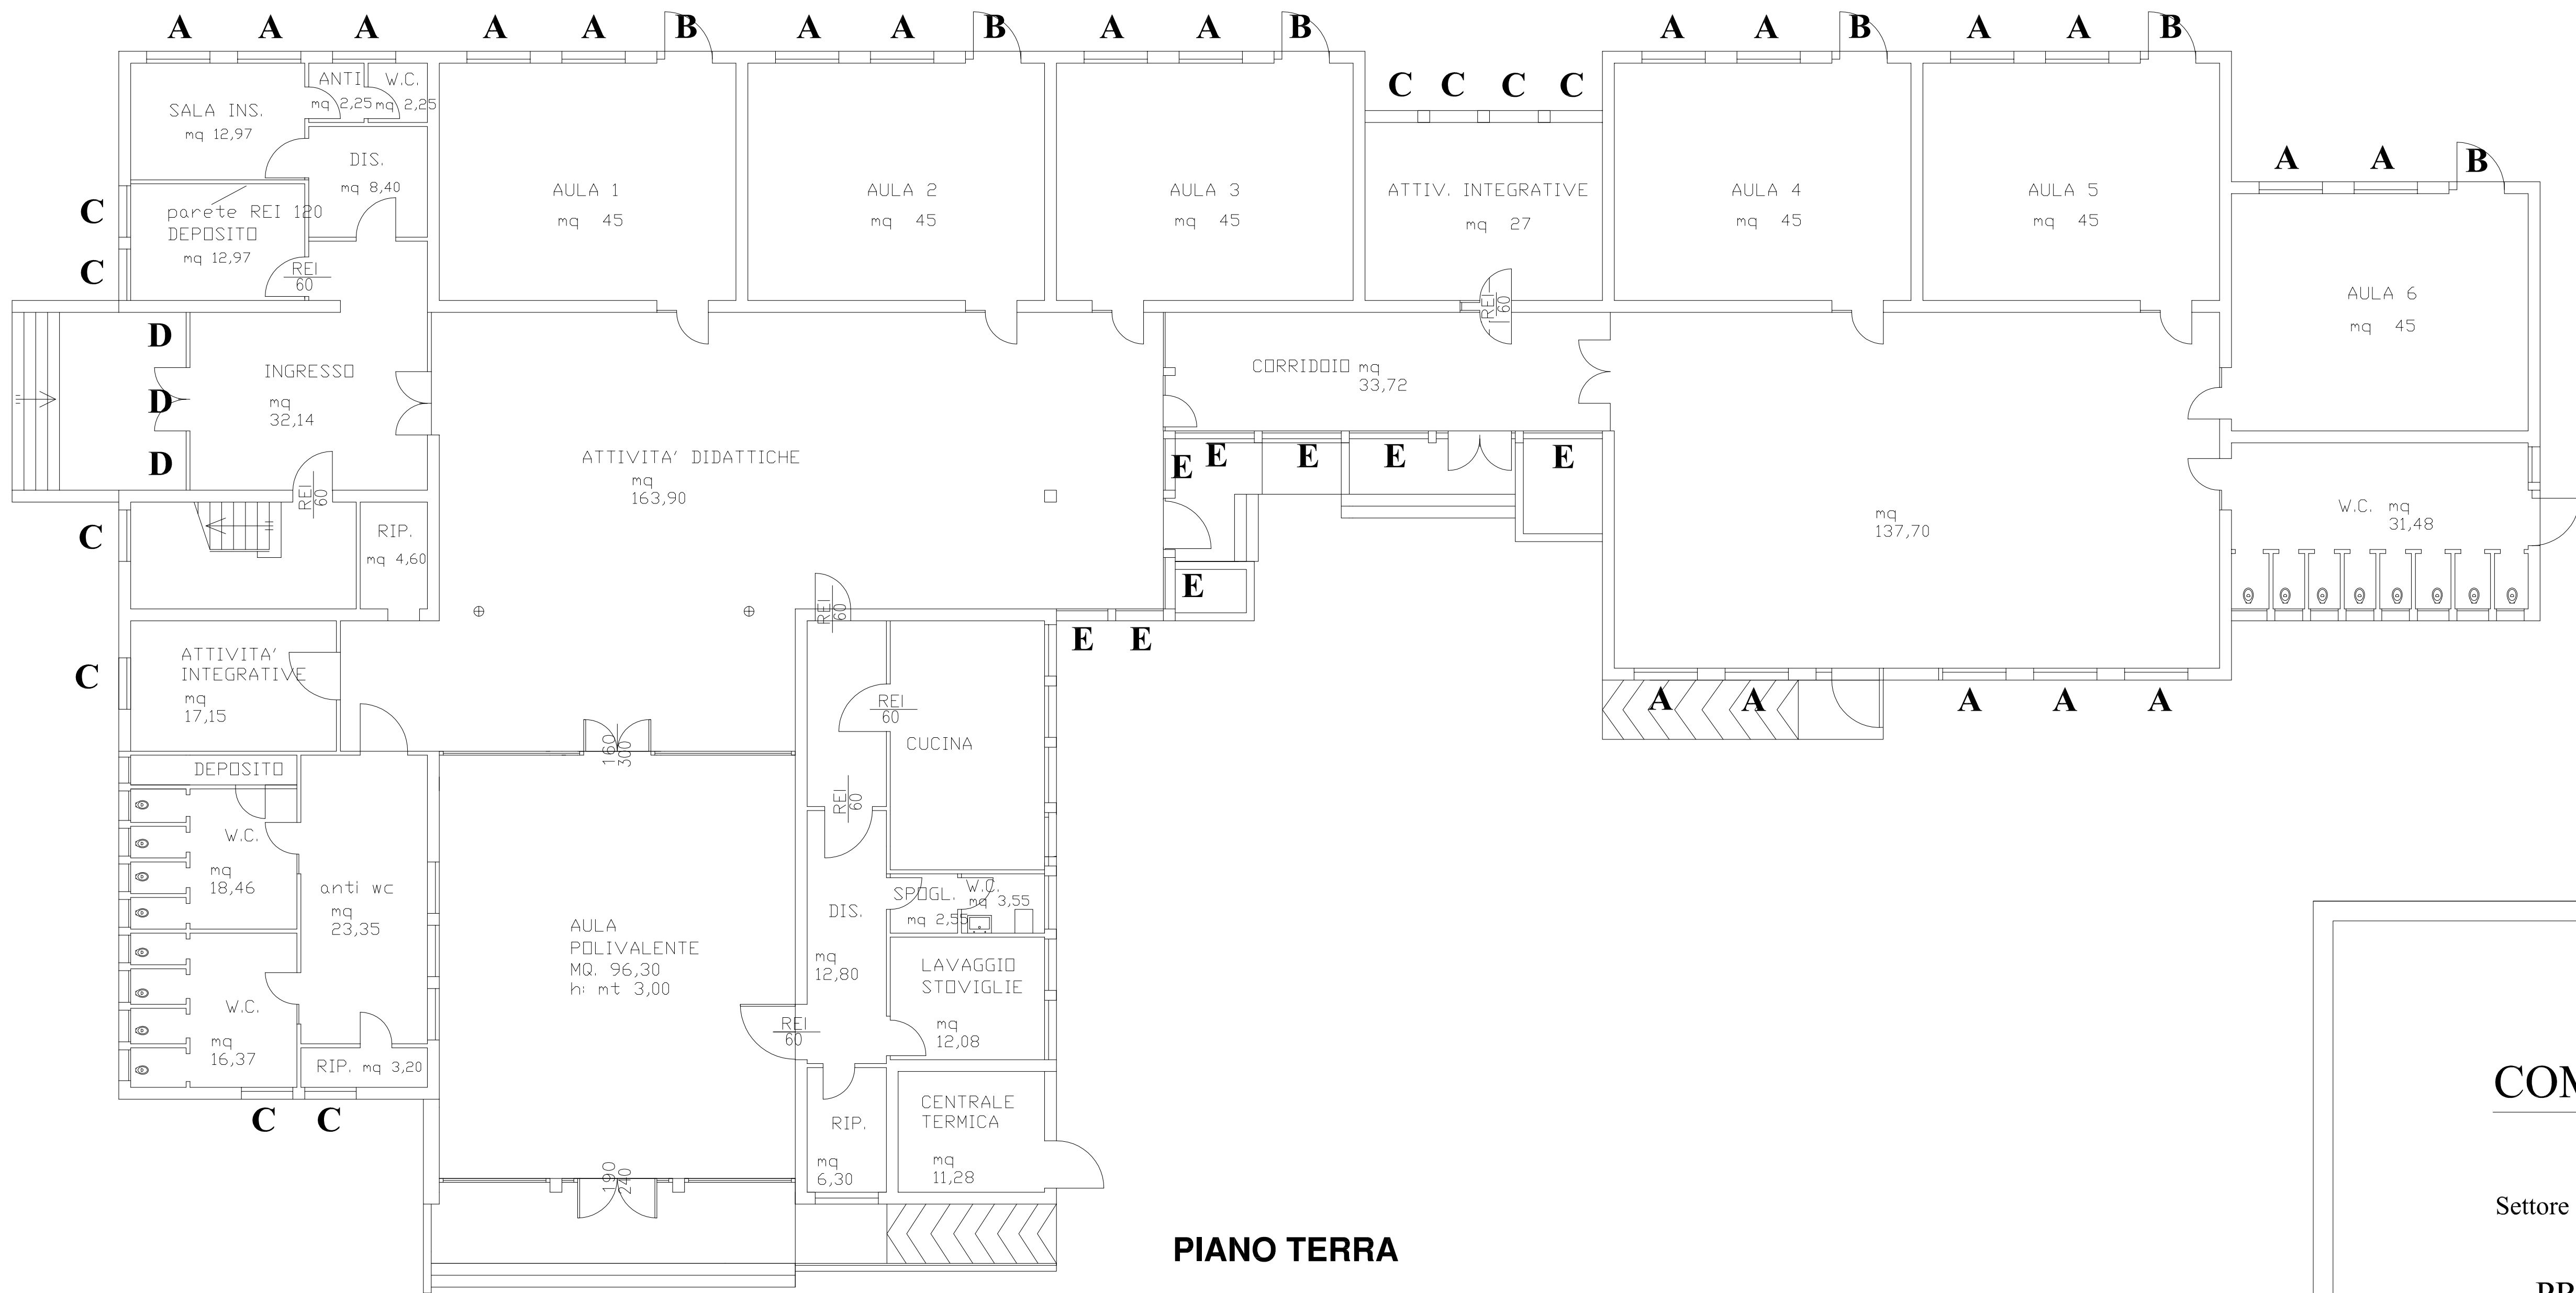 A A A A A B A A B A A B A A B A A B
C C C C
A A B
ANTI W.C.
mq 2,25 mq 2,25
SALA INS.
mq 12,97
DIS.
mq 8,40
C
parete REI 120
DEPOSITO
mq 12,97
C
REI
60
AULA 1
mq 45
AULA 2
mq 45
AULA 3
mq 45
ATTIV. INTEGRATIVE
mq 27
REI
60
AULA 4
mq 45
AULA 5
mq 45
AULA 6
mq 45
D
D
D
INGRESSO
mq
32,14
REI
60
CORRIDOIO mq
33,72
ATTIVITA' DIDATTICHE
mq
163,90
E E E E E
E
E E
mq
137,70
W.C. mq
31,48
A A A A A
C
RIP.
mq 4,60
C
ATTIVITA'
INTEGRATIVE
mq
17,15
REI
60
REI
60
CUCINA
REI
60
160
300
DEPOSITO
W.C.
mq
18,46
anti wc
mq
23,35
W.C.
mq
16,37
RIP. mq 3,20
C C
AULA
POLIVALENTE
MQ. 96,30
h: mt 3,00
DIS.
mq
12,80
SPOGL.
mq 2,55
W.C.
mq 3,55
LAVAGGIO
STOVIGLIE
mq
12,08
REI
60
RIP.
mq
6,30
CENTRALE
TERMICA
mq
11,28
190
240
PIANO TERRA
COM
Settore